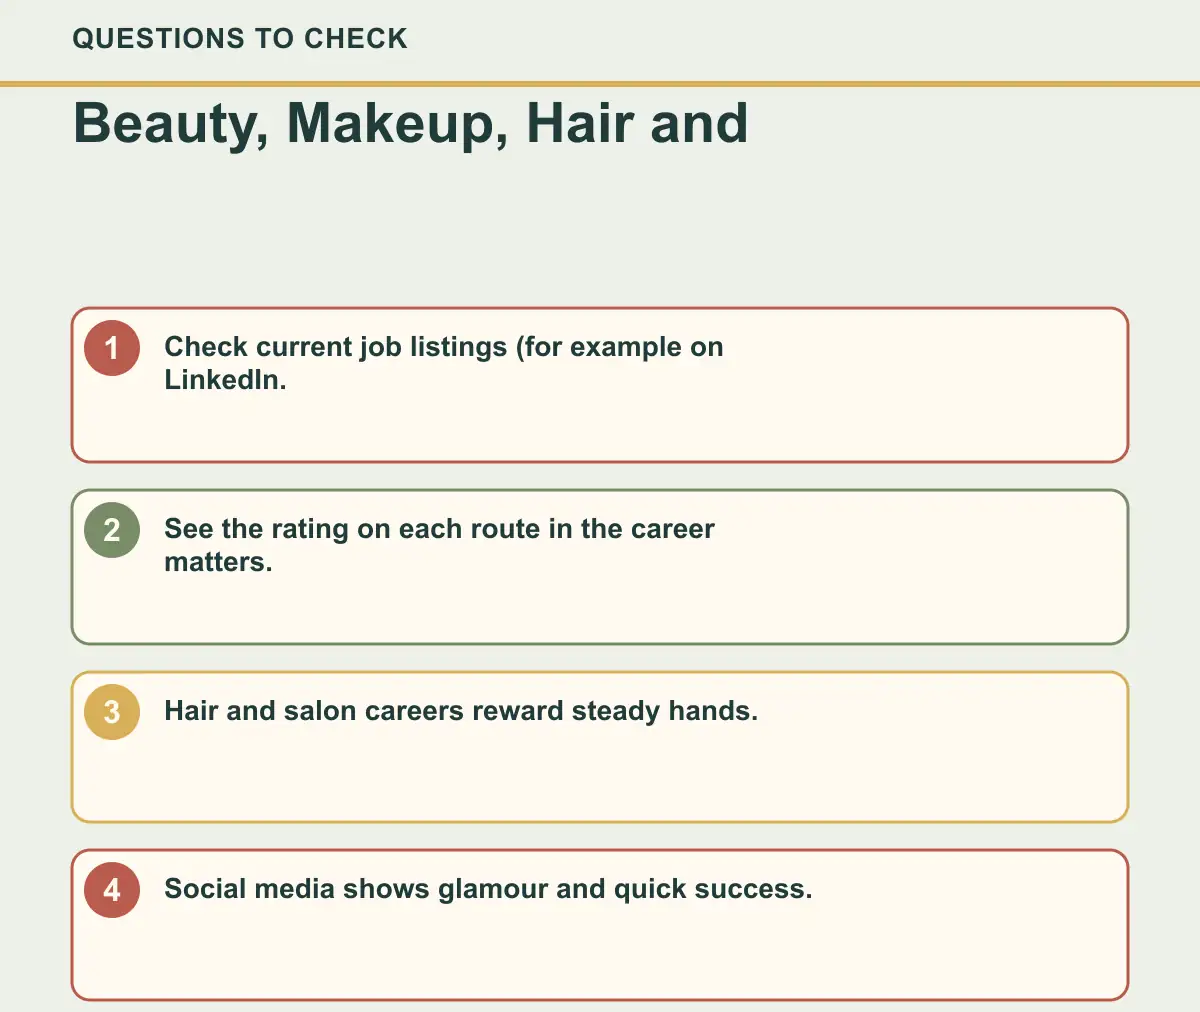 QUESTIONS TO CHECK
Beauty, Makeup, Hair and
1
Check current job listings (for example on
LinkedIn.
2
See the rating on each route in the career
matters.
3
Hair and salon careers reward steady hands.
4
Social media shows glamour and quick success.